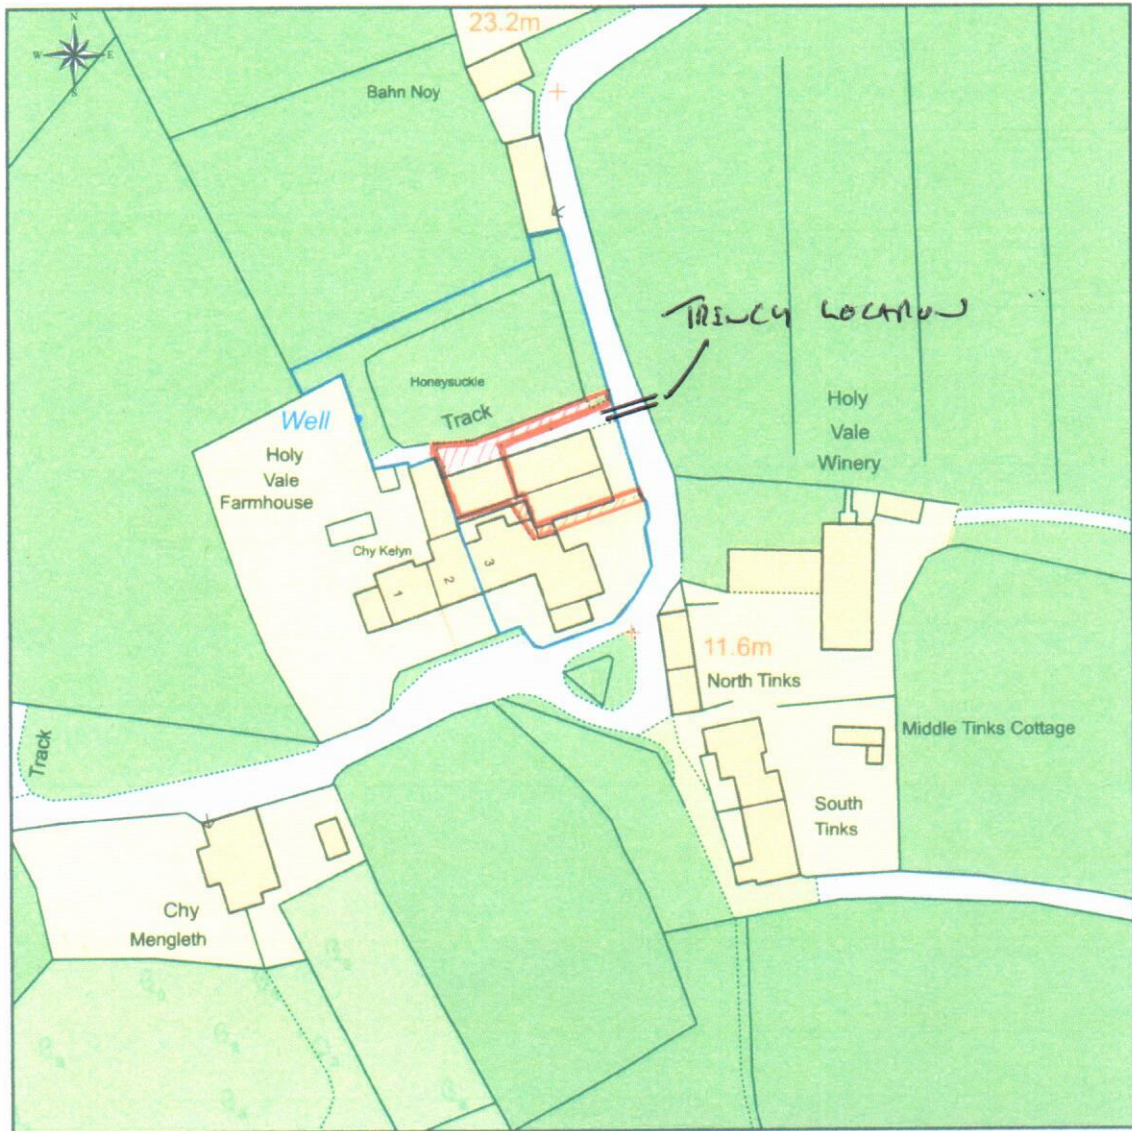 N
W E
S
23.2m
Bahn Noy
TRENCH LOCATION
Honeysuckle
Track
Well
Holy
Vale
Farmhouse
Holy
Vale
Winery
Chy Kelyn
1
2
3
11.6m
North Tinks
Middle Tinks Cottage
Track
South
Tinks
Chy
Mengleth